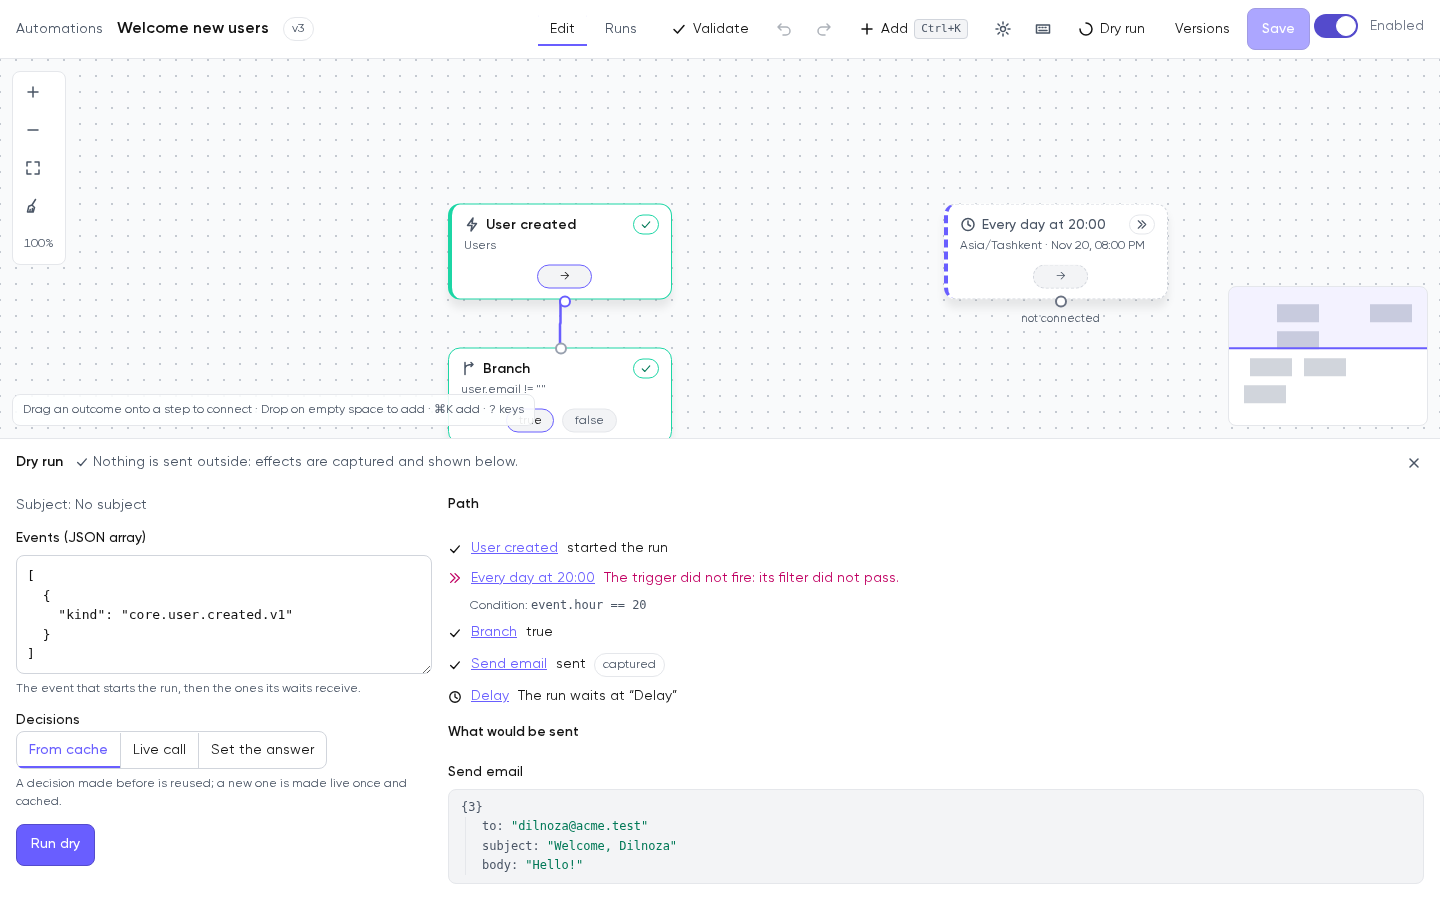 Automations Welcome new users v3 Edit Runs Validate Add Ctrl+K Dry run Versions Save Enabled
100%
User created
Users
Every day at 20:00
Asia/Tashkent · Nov 20, 08:00 PM
not connected
Branch
user.email != ""
Drag an outcome onto a step to connect · Drop on empty space to add · ⌘K add · ? keys
true false
Dry run Nothing is sent outside: effects are captured and shown below.
Subject: No subject
Events (JSON array)
[
{
"kind": "core.user.created.v1"
}
]
The event that starts the run, then the ones its waits receive.
Decisions
From cache Live call Set the answer
A decision made before is reused; a new one is made live once and
cached.
Run dry
Path
User created started the run
Every day at 20:00 The trigger did not fire: its filter did not pass.
Condition: event.hour == 20
Branch true
Send email sent captured
Delay The run waits at “Delay”
What would be sent
Send email
{3}
to: "dilnoza@acme.test"
subject: "Welcome, Dilnoza"
body: "Hello!"